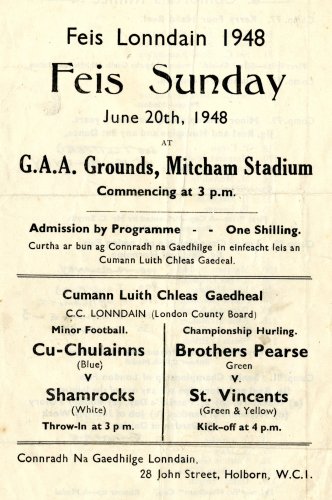 Feis Lonndain 1948
Feis Sunday
June 20th, 1948
AT
G.A.A. Grounds, Mitcham Stadium
Commencing at 3 p.m.
Admission by Programme - - One Shilling.
Curtha ar bun ag Connradh na Gaedhilge in einfeacht leis an
Cumann Luith Chleas Gaedeal.
Cumann Luith Chleas Gaedheal
C.C. LONNDAIN (London County Board)
Minor Football.
Cu-Chulainns
(Blue)
V
Shamrocks
(White)
Throw-In at 3 p m.
Championship Hurling.
Brothers Pearse
Green
V
St. Vincents
(Green & Yellow)
Kick-off at 4 p.m.
Connradh Na Gaedhilge Lonndain,
28 John Street, Holborn, W.C.1.